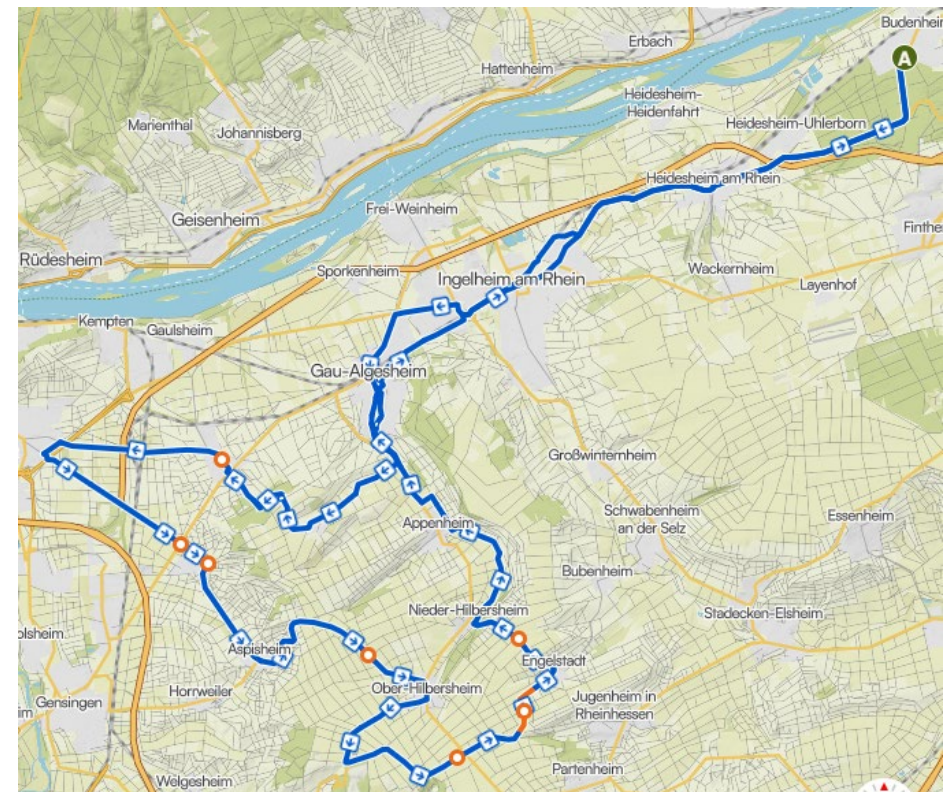 Budenhei
A
Erbach
Hattenheim
Heidesheim-
Heidenfahrt
Marienthal
Johannisberg
Heidesheim-Uhlerborn
Heidesheim am Rhein
Frei-Weinheim
Geisenheim
Finthe
Rüdesheim
Sporkenheim
Ingelheim am Rhein
Wackernheim
Layenhof
Kempten
Gaulsheim
Gau-Algesheim
Großwinternheim
Appenheim
Schwabenheim
an der Selz
Essenheim
Bubenheim
Nieder-Hilbersheim
Stadecken-Elsheim
olsheim
Aspisheim
Engelstadt
Horrweiler
Ober-Hilbersheim
Gensingen
im
Jugenheim in
Rheinhessen
Partenheim
Welgesheim